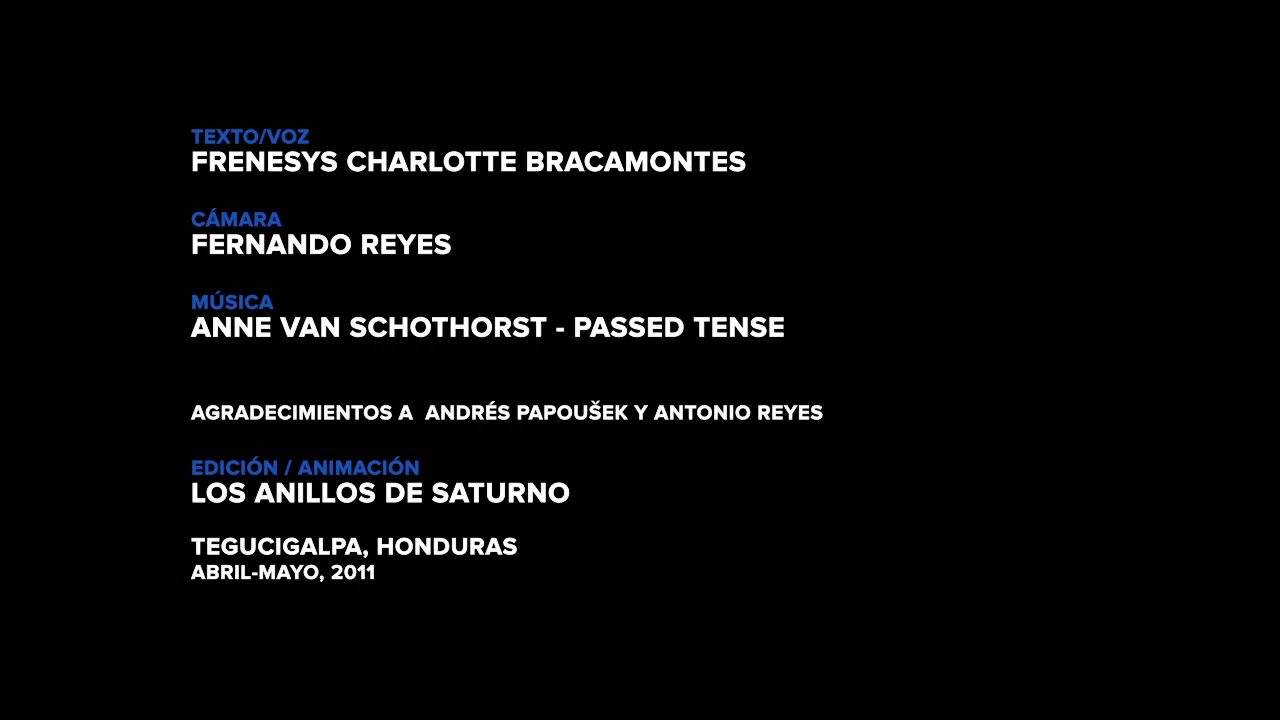 TEXTO/VOZ
FRENESYS CHARLOTTE BRACAMONTES
CÁMARA
FERNANDO REYES
MÚSICA
ANNE VAN SCHOTHORST - PASSED TENSE
AGRADECIMIENTOS A  ANDRÉS PAPOUŠEK Y ANTONIO REYES
EDICIÓN / ANIMACIÓN
LOS ANILLOS DE SATURNO
TEGUCIGALPA, HONDURAS
ABRIL-MAYO, 2011